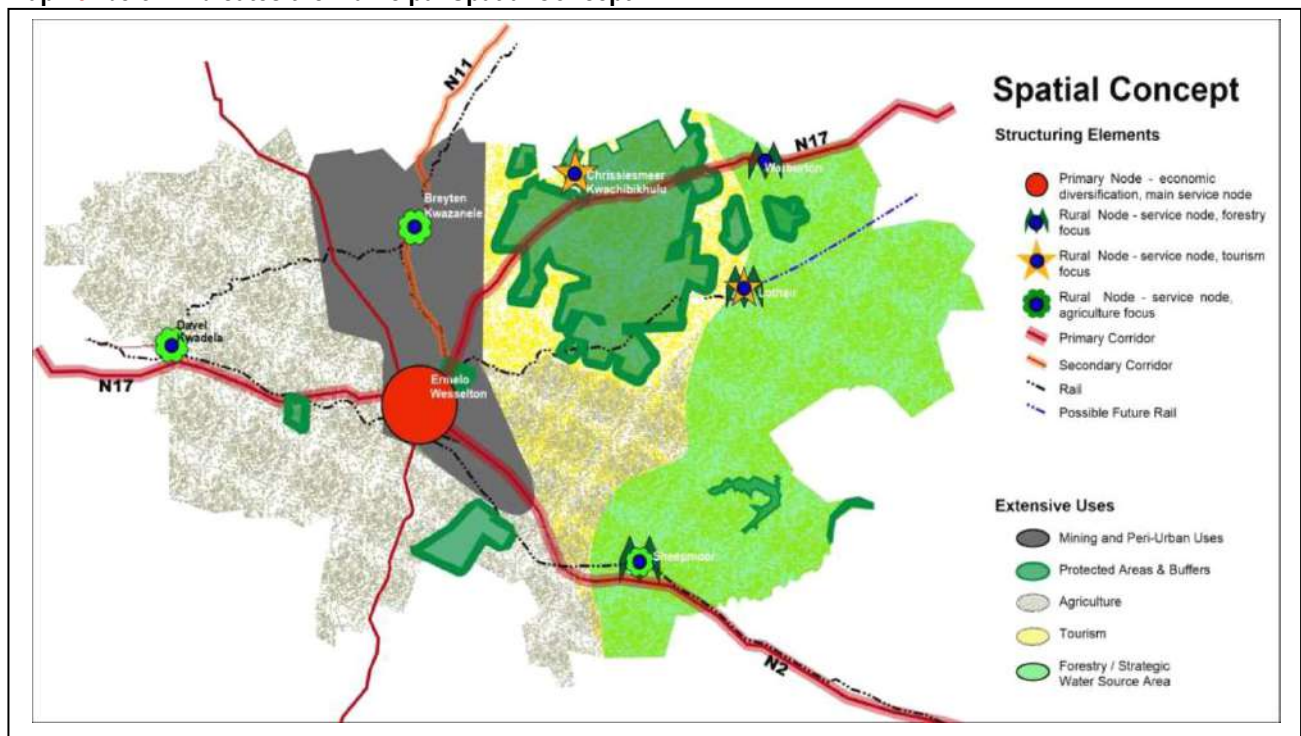 N11
N17
Breyten
Kwazanele
Chrissiesmeer
Kwachibikhulu
Warberton
Lothair
Davel
Kwadela
N17
Ermelo
Wesselton
Sheepmoor
N2
Spatial Concept
Structuring Elements
Primary Node - economic
diversification, main service node
Rural Node - service node, forestry
focus
Rural Node - service node, tourism
focus
Rural Node - service node,
agriculture focus
Primary Corridor
Secondary Corridor
Rail
Possible Future Rail
Extensive Uses
Mining and Peri-Urban Uses
Protected Areas & Buffers
Agriculture
Tourism
Forestry / Strategic
Water Source Area